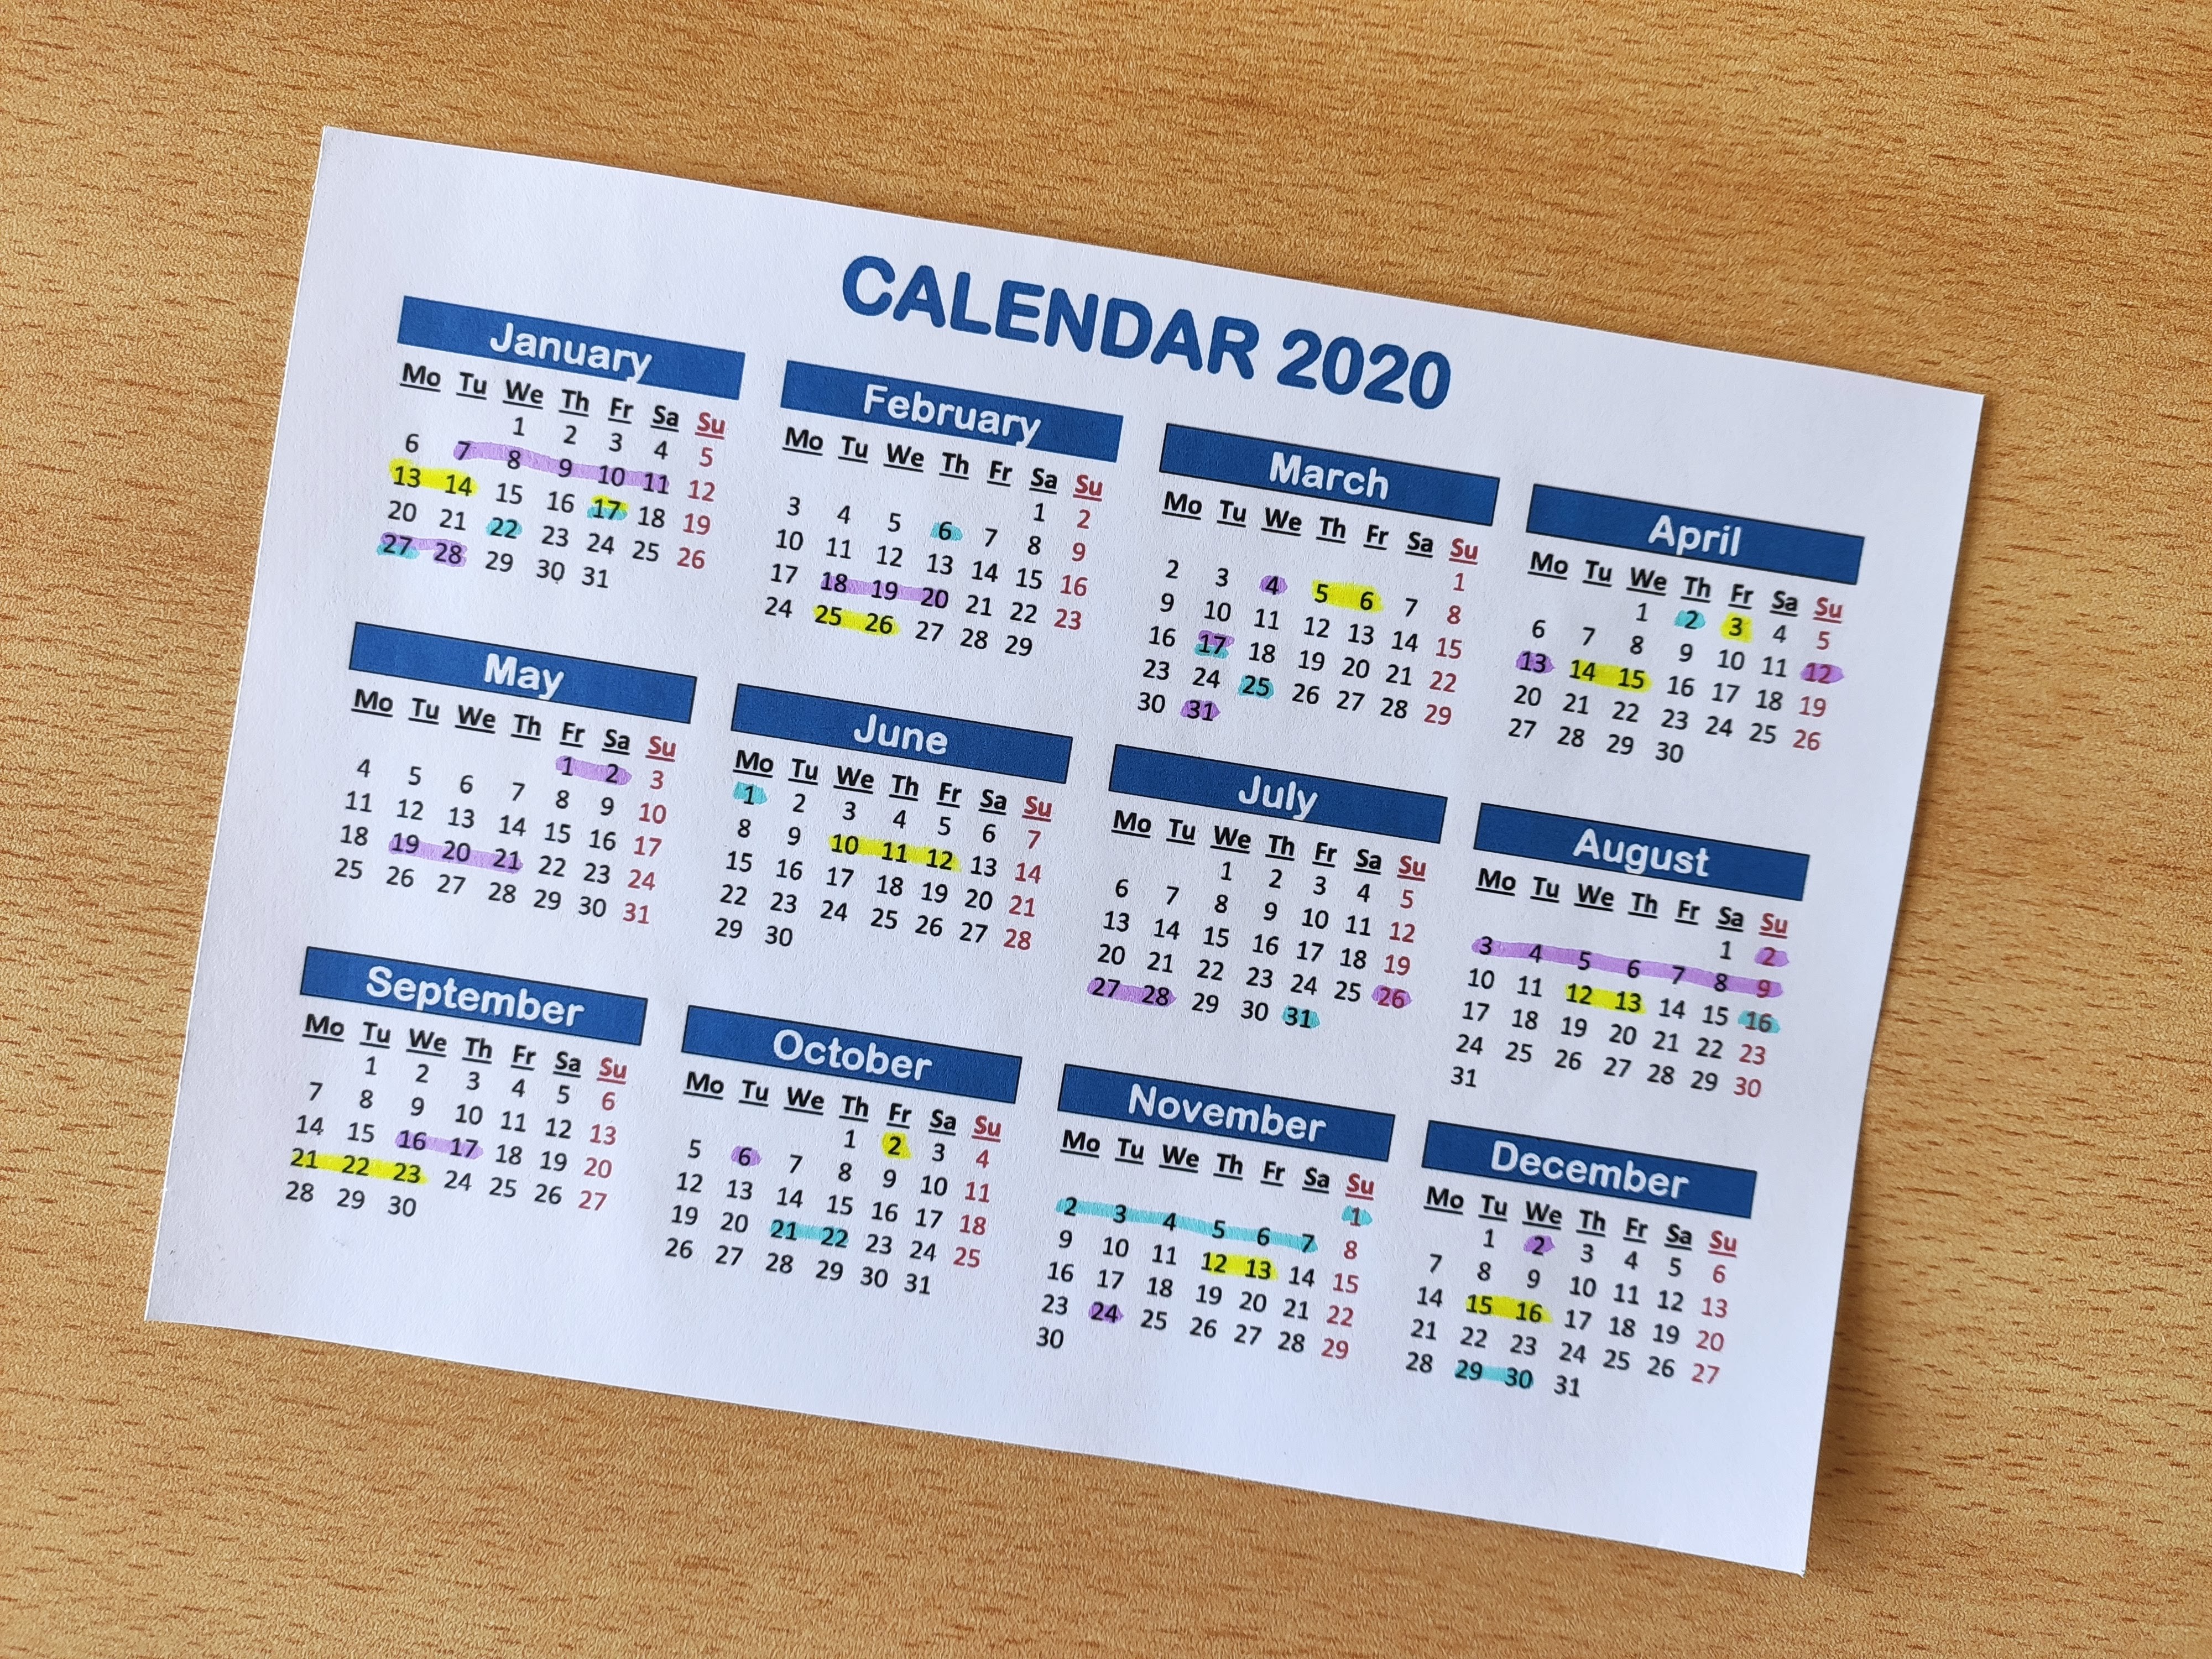 CALENDAR 2020
January
Mo Tu We Th Fr Sa Su
1 2 3 4 5
6 7 8 9 10 11 12
13 14 15 16 17 18 19
20 21 22 23 24 25 26
27 28 29 30 31
February
Mo Tu We Th Fr Sa Su
1 2
3 4 5 6 7 8 9
10 11 12 13 14 15 16
17 18 19 20 21 22 23
24 25 26 27 28 29
March
Mo Tu We Th Fr Sa Su
1
2 3 4 5 6 7 8
9 10 11 12 13 14 15
16 17 18 19 20 21 22
23 24 25 26 27 28 29
30 31
April
Mo Tu We Th Fr Sa Su
1 2 3 4 5
6 7 8 9 10 11 12
13 14 15 16 17 18 19
20 21 22 23 24 25 26
27 28 29 30
May
Mo Tu We Th Fr Sa Su
1 2 3
4 5 6 7 8 9 10
11 12 13 14 15 16 17
18 19 20 21 22 23 24
25 26 27 28 29 30 31
June
Mo Tu We Th Fr Sa Su
1 2 3 4 5 6 7
8 9 10 11 12 13 14
15 16 17 18 19 20 21
22 23 24 25 26 27 28
29 30
July
Mo Tu We Th Fr Sa Su
1 2 3 4 5
6 7 8 9 10 11 12
13 14 15 16 17 18 19
20 21 22 23 24 25 26
27 28 29 30 31
August
Mo Tu We Th Fr Sa Su
1 2
3 4 5 6 7 8 9
10 11 12 13 14 15 16
17 18 19 20 21 22 23
24 25 26 27 28 29 30
31
September
Mo Tu We Th Fr Sa Su
1 2 3 4 5 6
7 8 9 10 11 12 13
14 15 16 17 18 19 20
21 22 23 24 25 26 27
28 29 30
October
Mo Tu We Th Fr Sa Su
1 2 3 4
5 6 7 8 9 10 11
12 13 14 15 16 17 18
19 20 21 22 23 24 25
26 27 28 29 30 31
November
Mo Tu We Th Fr Sa Su
1
2 3 4 5 6 7 8
9 10 11 12 13 14 15
16 17 18 19 20 21 22
23 24 25 26 27 28 29
30
December
Mo Tu We Th Fr Sa Su
1 2 3 4 5 6
7 8 9 10 11 12 13
14 15 16 17 18 19 20
21 22 23 24 25 26 27
28 29 30 31